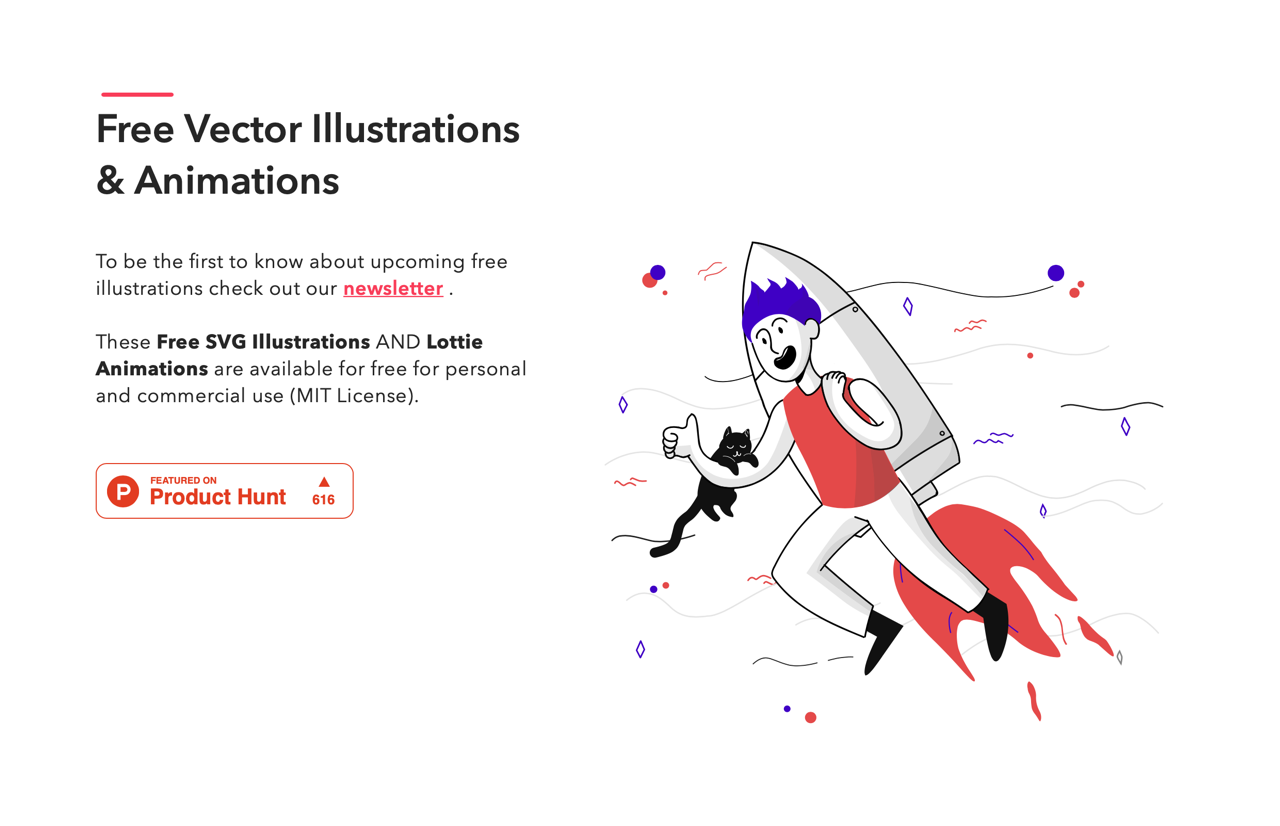 Free Vector Illustrations
& Animations
To be the first to know about upcoming free
illustrations check out our newsletter .
These Free SVG Illustrations AND Lottie
Animations are available for free for personal
and commercial use (MIT License).
P
FEATURED ON
Product Hunt
▲
616